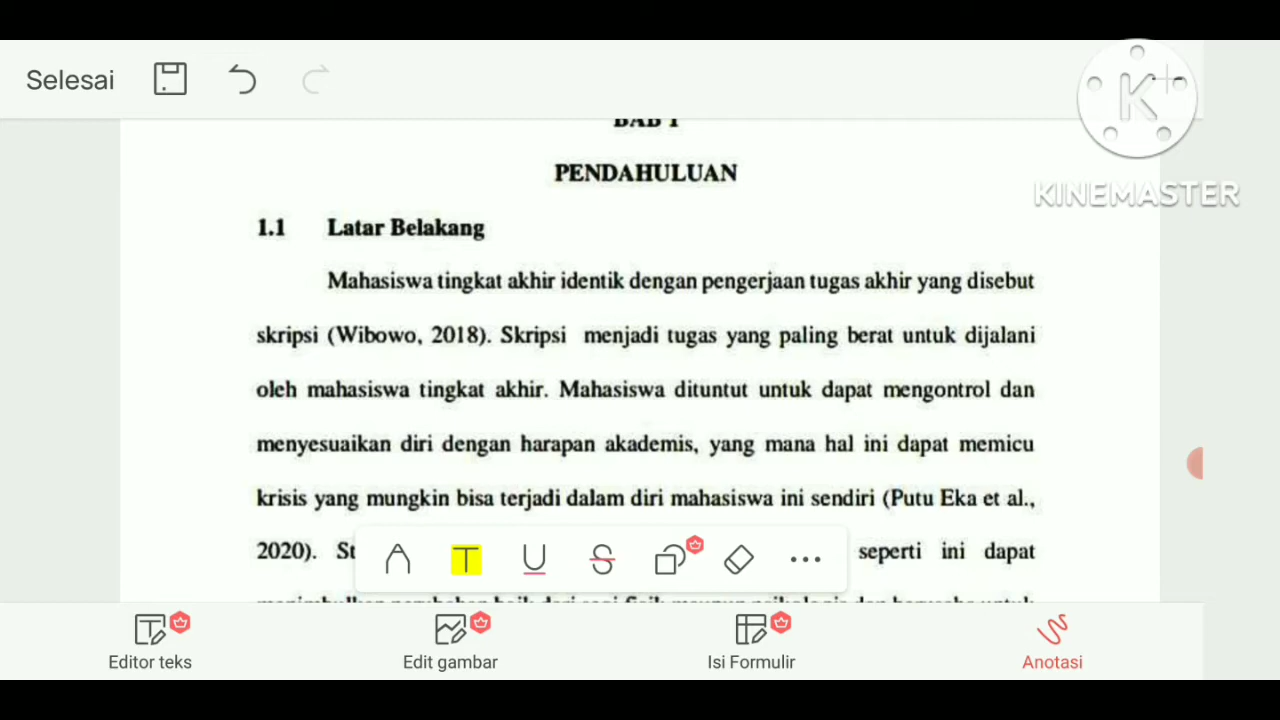 Selesai
BAB 1
KINEMASTER
PENDAHULUAN
1.1 Latar Belakang
Mahasiswa tingkat akhir identik dengan pengerjaan tugas akhir yang disebut
skripsi (Wibowo, 2018). Skripsi menjadi tugas yang paling berat untuk dijalani
oleh mahasiswa tingkat akhir. Mahasiswa dituntut untuk dapat mengontrol dan
menyesuaikan diri dengan harapan akademis, yang mana hal ini dapat memicu
krisis yang mungkin bisa terjadi dalam diri mahasiswa ini sendiri (Putu Eka et al.,
2020). St seperti ini dapat
Editor teks
Edit gambar
Isi Formulir
Anotasi